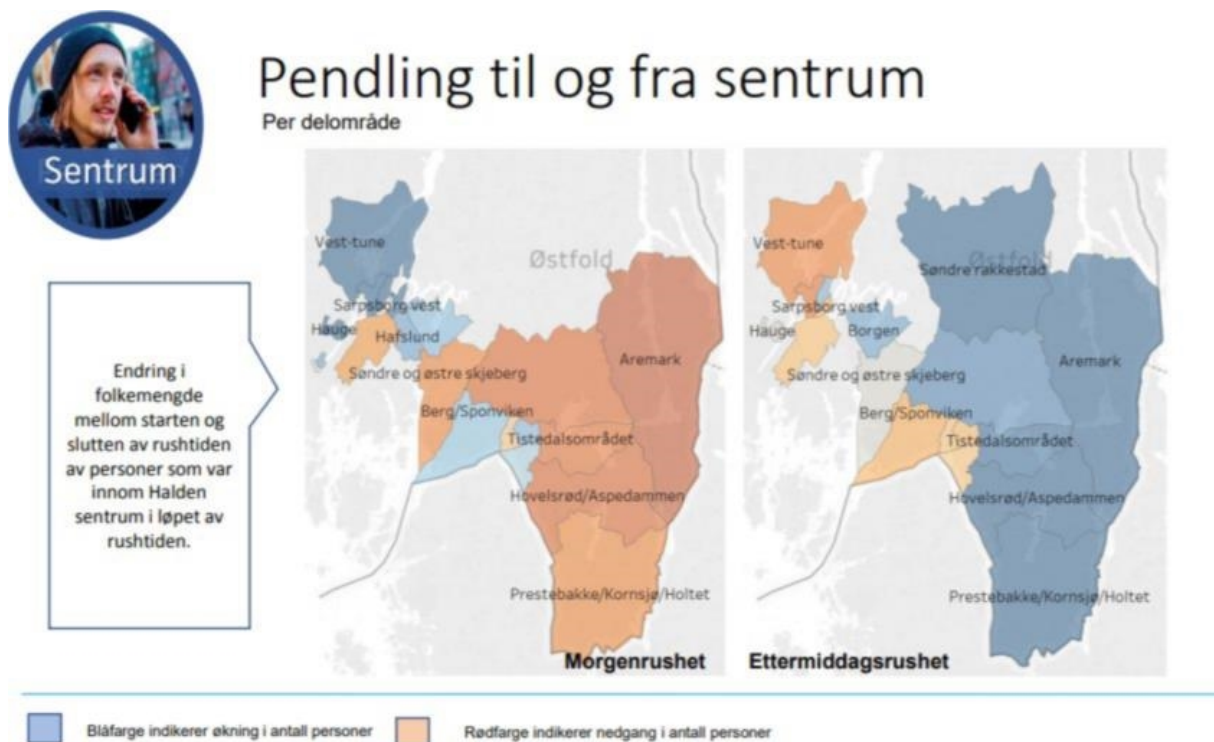 Sentrum
Pendling til og fra sentrum
Per delområde
Endring i
folkemengde
mellom starten og
slutten av rushtiden
av personer som var
innom Halden
sentrum i løpet av
rushtiden.
Vest-tune
Østfold
Sarpsborg vest
Hauge
Hafslund
Aremark
Søndre og østre skjeberg
Berg/Sponviken
Tistedalsområdet
Hovelsrød/Aspedammen
Prestebakke/Kornsjø/Holtet
Morgenrushet
Vest-tune
Østfold
Søndre rakkestad
Sarpsborg vest
Hauge
Borgen
Aremark
Søndre og østre skjeberg
Berg/Sponviken
Tistedalsområdet
Hovelsrød/Aspedammen
Prestebakke/Kornsjø/Holtet
Ettermiddagsrushet
Blåfarge indikerer økning i antall personer
Rødfarge indikerer nedgang i antall personer